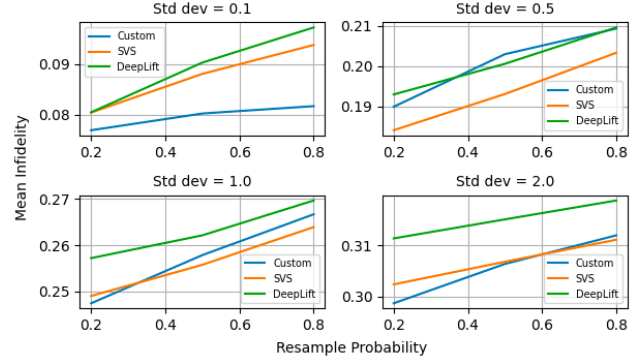 Std dev = 0.1
Std dev = 0.5
Custom
SVS
DeepLift
0.09
0.08
0.2 0.4 0.6 0.8
0.21
0.20
0.19
Custom
SVS
DeepLift
0.2 0.4 0.6 0.8
Mean Infidelity
Std dev = 1.0
Std dev = 2.0
0.27
0.26
0.25
Custom
SVS
DeepLift
0.2 0.4 0.6 0.8
0.31
0.30
Custom
SVS
DeepLift
0.2 0.4 0.6 0.8
Resample Probability